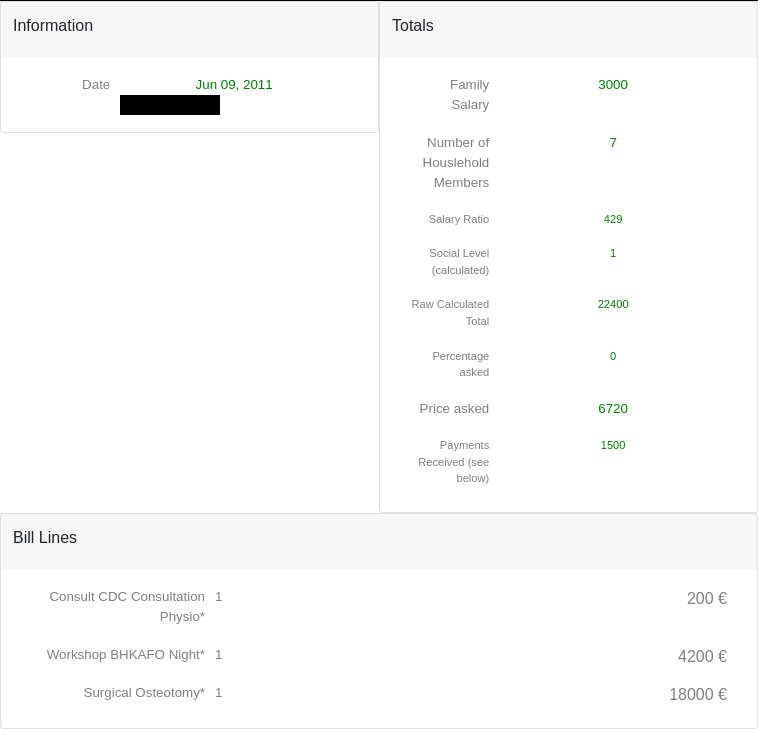 Information
Date Jun 09, 2011
Totals
Family 3000
Salary
Number of 7
Houslehold
Members
Salary Ratio 429
Social Level 1
(calculated)
Raw Calculated 22400
Total
Percentage 0
asked
Price asked 6720
Payments 1500
Received (see
below)
Bill Lines
Consult CDC Consultation 1 200 €
Physio*
Workshop BHKAFO Night* 1 4200 €
Surgical Osteotomy* 1 18000 €